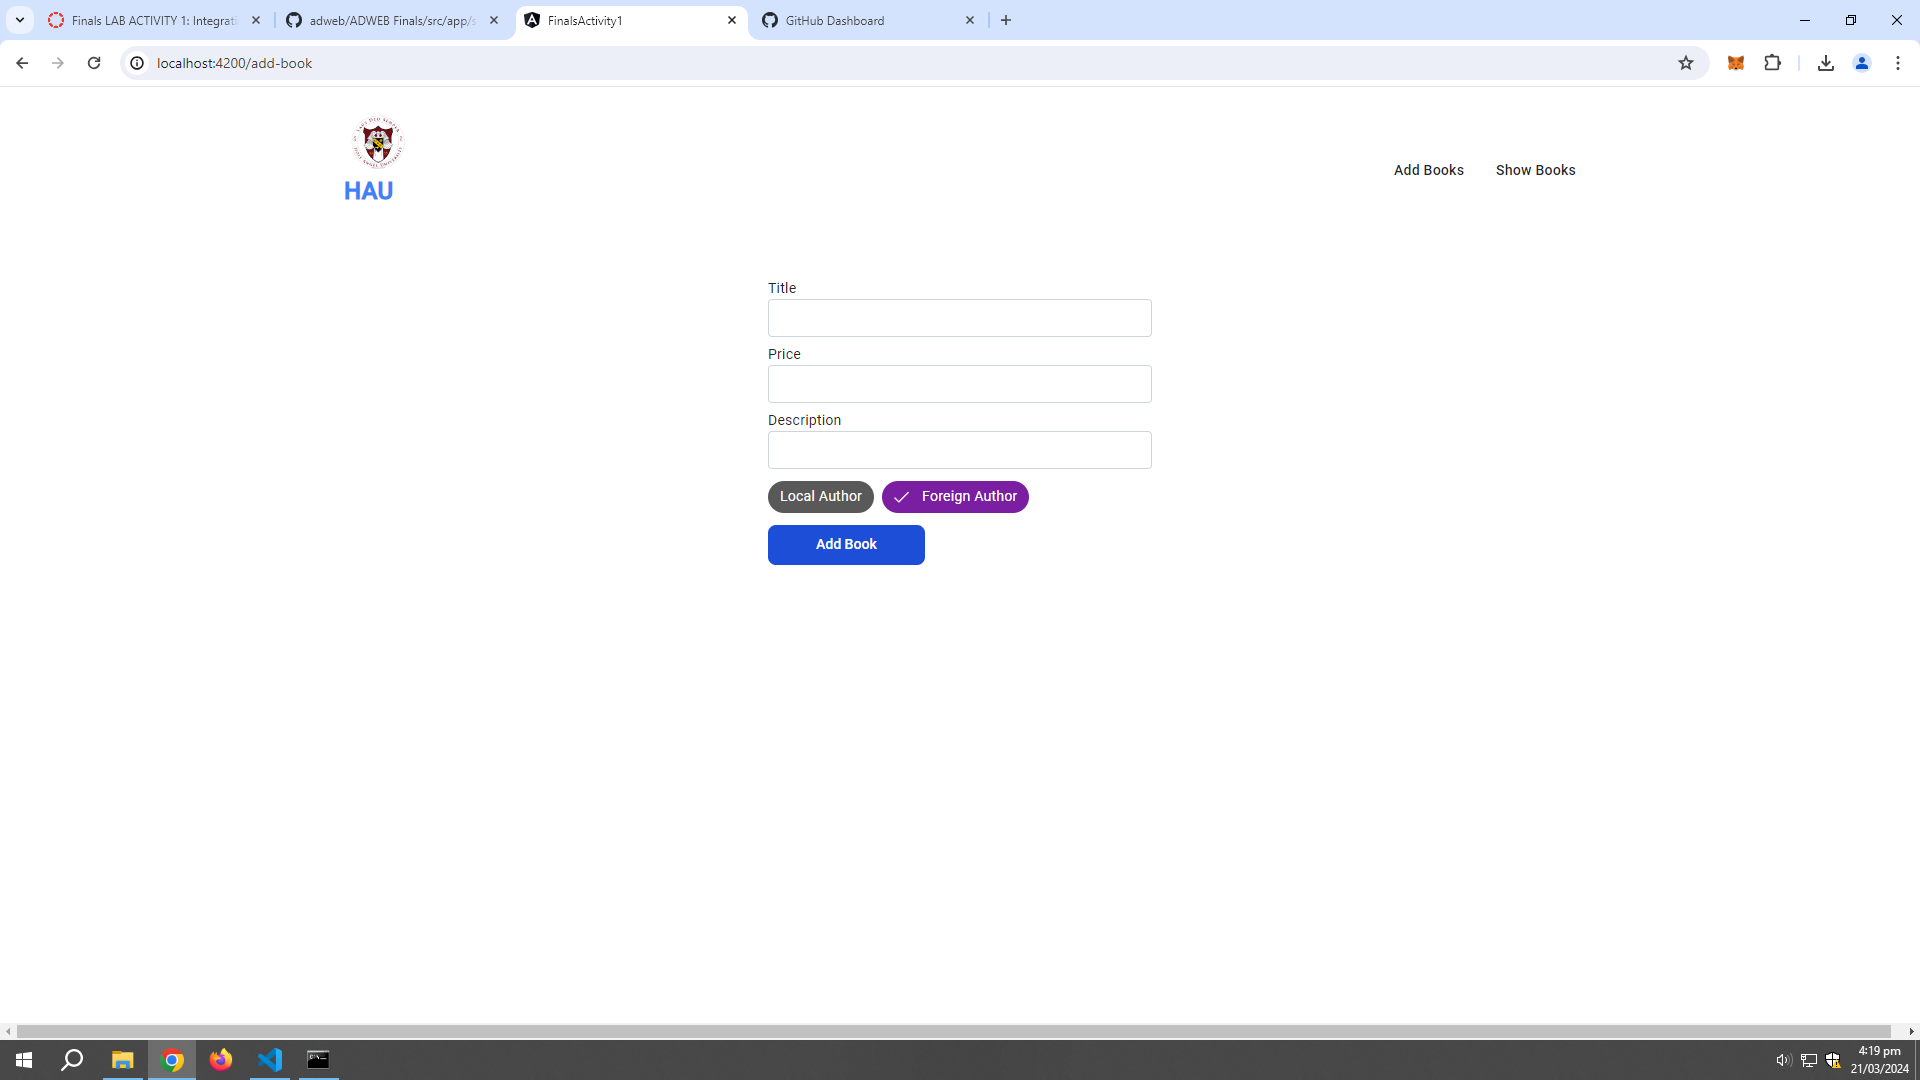 Finals LAB ACTIVITY 1: Integrati
adweb/ADWEB Finals/src/app/s
FinalsActivity1
GitHub Dashboard
localhost:4200/add-book
HAU
Add Books
Show Books
Title
Price
Description
Local Author
Foreign Author
Add Book
4:19 pm
21/03/2024